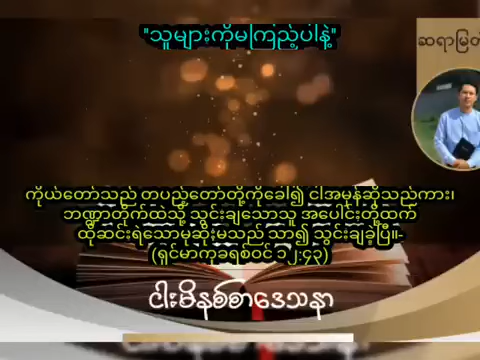 "သူများကိုမကြည့်ပါနဲ့"
ဆရာမြတ်
ကိုယ်တော်သည် တပည့်တော်တို့ကိုခေါ်၍ ငါအမှန်ဆိုသည်ကား၊
ဘဏ္ဍာတိုက်ထဲသို့ သွင်းချသောသူ အပေါင်းတို့ထက်
ထိုဆင်းရဲသောမုဆိုးမသည် သာ၍ သွင်းချခဲ့ပြီ။-
(ရှင်မာကုခရစ်ဝင် ၁၂:၄၃)
ငါးမိနစ်စာဒေသနာ